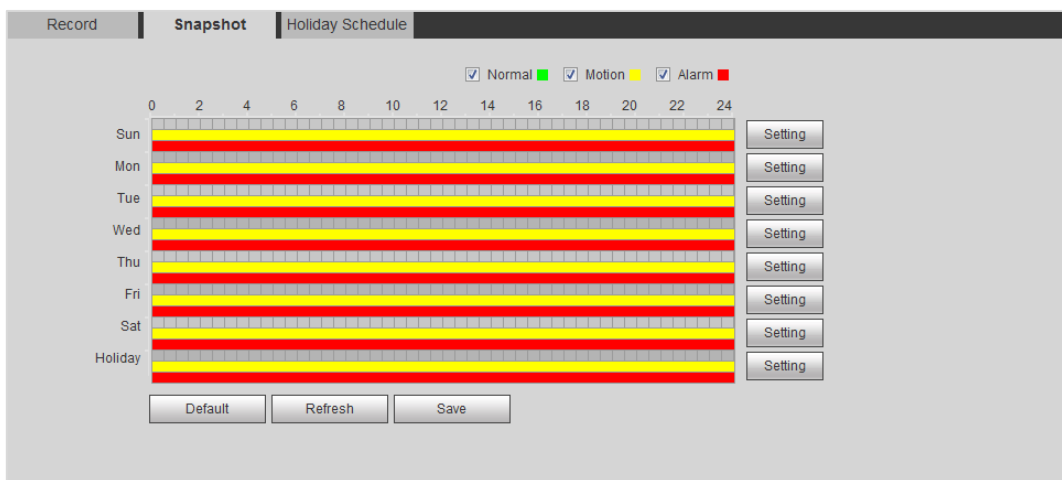 Record Snapshot Holiday Schedule
Normal Motion Alarm
0 2 4 6 8 10 12 14 16 18 20 22 24
Sun Setting
Mon Setting
Tue Setting
Wed Setting
Thu Setting
Fri Setting
Sat Setting
Holiday Setting
Default Refresh Save